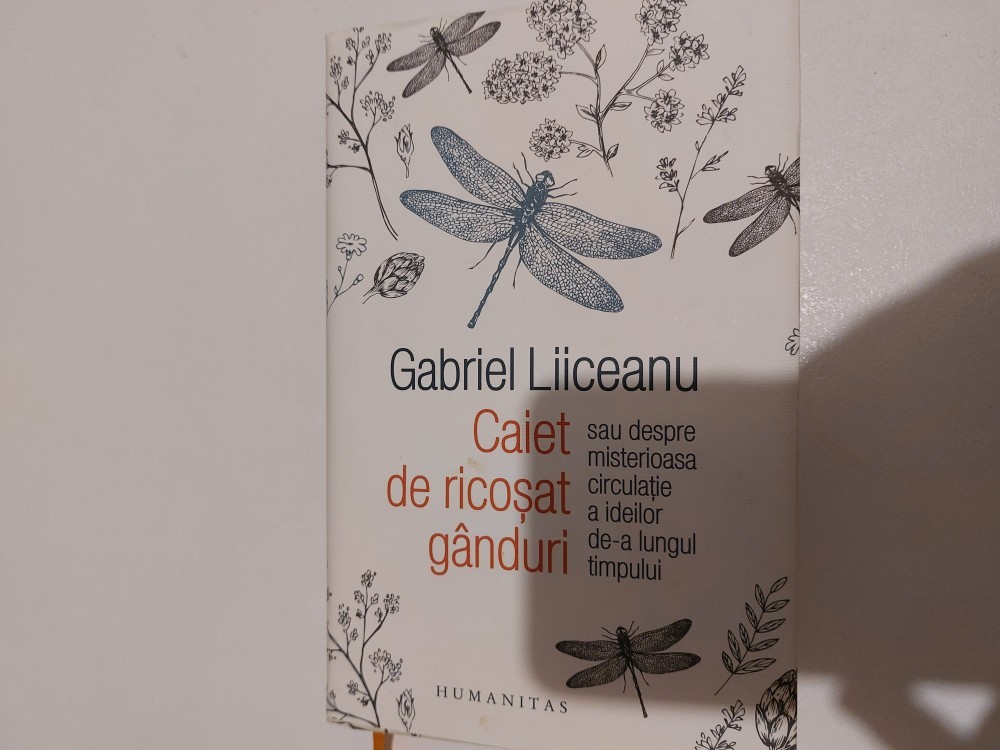 Gabriel Liiceanu
Caiet
de ricoșat
gânduri
sau despre
misterioasa
circulație
a ideilor
de-a lungul
timpului
HUMANITAS